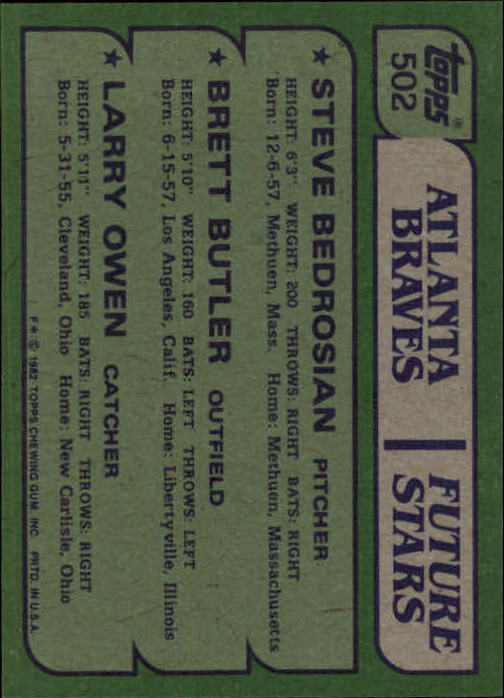 topps®
502
ATLANTA
BRAVES
FUTURE
STARS
★ STEVE BEDROSIAN PITCHER
HEIGHT: 6'3" WEIGHT: 200 THROWS: RIGHT BATS: RIGHT
Born: 12-6-57, Methuen, Mass. Home: Methuen, Massachusetts
★ BRETT BUTLER OUTFIELD
HEIGHT: 5'10" WEIGHT: 160 BATS: LEFT THROWS: LEFT
Born: 6-15-57, Los Angeles, Calif. Home: Libertyville, Illinois
★ LARRY OWEN CATCHER
HEIGHT: 5'11" WEIGHT: 185 BATS: RIGHT THROWS: RIGHT
Born: 5-31-55, Cleveland, Ohio Home: New Carlisle, Ohio
F✱ © 1982 TOPPS CHEWING GUM, INC. PRTD. IN U.S.A.